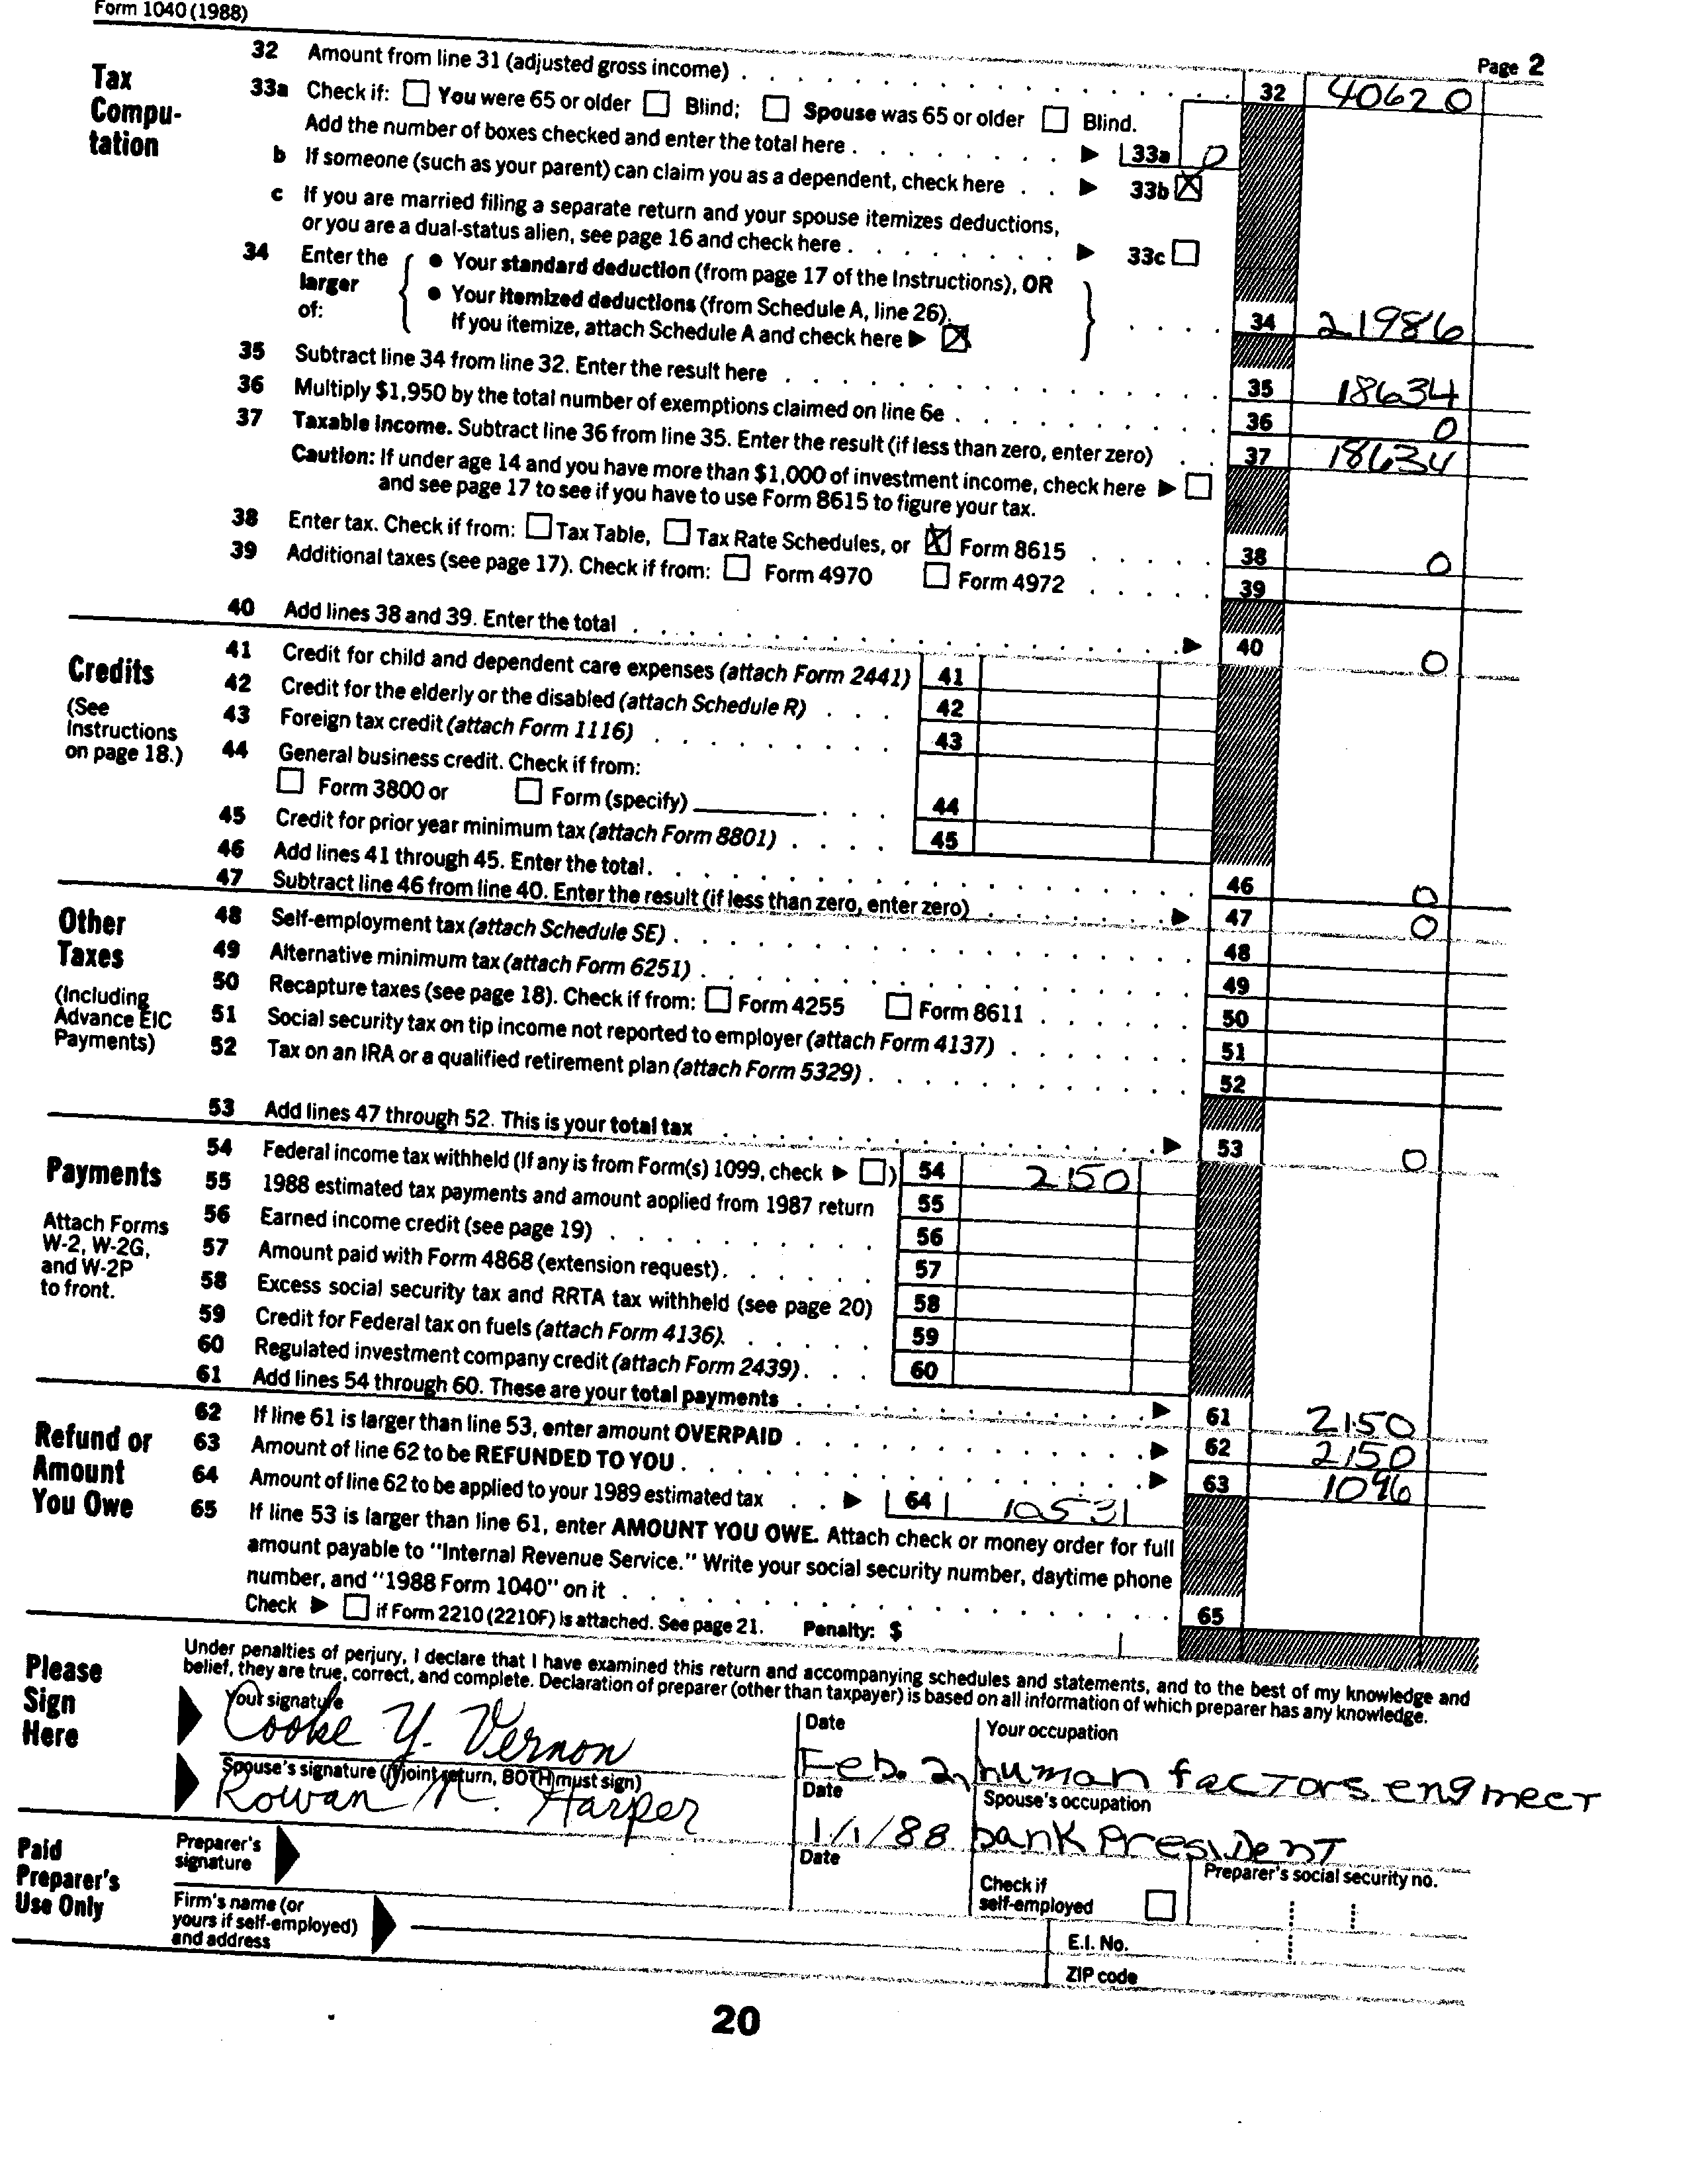 Form 1040 (1988)
Page 2
Tax Compu-tation
32 Amount from line 31 (adjusted gross income) . . . 32 40620
33a Check if: ☐ You were 65 or older ☐ Blind; ☐ Spouse was 65 or older ☐ Blind.
Add the number of boxes checked and enter the total here . . . ▶ 33a 0
b If someone (such as your parent) can claim you as a dependent, check here . . ▶ 33b ☒
c If you are married filing a separate return and your spouse itemizes deductions,
or you are a dual-status alien, see page 16 and check here . . . ▶ 33c ☐
34 Enter the larger of: { ● Your standard deduction (from page 17 of the Instructions), OR
● Your itemized deductions (from Schedule A, line 26).
If you itemize, attach Schedule A and check here ▶ ☒ } . . . . 34 21986
35 Subtract line 34 from line 32. Enter the result here . . . 35 18634
36 Multiply $1,950 by the total number of exemptions claimed on line 6e . . . 36 0
37 Taxable income. Subtract line 36 from line 35. Enter the result (if less than zero, enter zero) . . 37 18634
Caution: If under age 14 and you have more than $1,000 of investment income, check here ▶ ☐
and see page 17 to see if you have to use Form 8615 to figure your tax.
38 Enter tax. Check if from: ☐ Tax Table, ☐ Tax Rate Schedules, or ☒ Form 8615 . . . 38 0
39 Additional taxes (see page 17). Check if from: ☐ Form 4970 ☐ Form 4972 . . . 39
40 Add lines 38 and 39. Enter the total . . . ▶ 40 0
Credits
(See Instructions on page 18.)
41 Credit for child and dependent care expenses (attach Form 2441) 41
42 Credit for the elderly or the disabled (attach Schedule R) . . . 42
43 Foreign tax credit (attach Form 1116) . . . 43
44 General business credit. Check if from:
☐ Form 3800 or ☐ Form (specify) . . . 44
45 Credit for prior year minimum tax (attach Form 8801) . . . . 45
46 Add lines 41 through 45. Enter the total . . . 46 0
47 Subtract line 46 from line 40. Enter the result (if less than zero, enter zero) . . . ▶ 47 0
Other Taxes
(Including Advance EIC Payments)
48 Self-employment tax (attach Schedule SE) . . . 48
49 Alternative minimum tax (attach Form 6251) . . . 49
50 Recapture taxes (see page 18). Check if from: ☐ Form 4255 ☐ Form 8611 . . . 50
51 Social security tax on tip income not reported to employer (attach Form 4137) . . . 51
52 Tax on an IRA or a qualified retirement plan (attach Form 5329) . . . 52
53 Add lines 47 through 52. This is your total tax . . . ▶ 53 0
Payments
Attach Forms W-2, W-2G, and W-2P to front.
54 Federal income tax withheld (If any is from Form(s) 1099, check ▶ ☐) 54 2150
55 1988 estimated tax payments and amount applied from 1987 return 55
56 Earned income credit (see page 19) . . . 56
57 Amount paid with Form 4868 (extension request) . . . 57
58 Excess social security tax and RRTA tax withheld (see page 20) 58
59 Credit for Federal tax on fuels (attach Form 4136). . . . 59
60 Regulated investment company credit (attach Form 2439) . . . 60
61 Add lines 54 through 60. These are your total payments . . . ▶ 61 2150
Refund or Amount You Owe
62 If line 61 is larger than line 53, enter amount OVERPAID . . . ▶ 62 2150
63 Amount of line 62 to be REFUNDED TO YOU . . . ▶ 63 1096
64 Amount of line 62 to be applied to your 1989 estimated tax . . ▶ 64 10531
65 If line 53 is larger than line 61, enter AMOUNT YOU OWE. Attach check or money order for full
amount payable to "Internal Revenue Service." Write your social security number, daytime phone
number, and "1988 Form 1040" on it . . . 65
Check ▶ ☐ if Form 2210 (2210F) is attached. See page 21. Penalty: $
Please Sign Here
Under penalties of perjury, I declare that I have examined this return and accompanying schedules and statements, and to the best of my knowledge and
belief, they are true, correct, and complete. Declaration of preparer (other than taxpayer) is based on all information of which preparer has any knowledge.
Your signature Date Your occupation
Cooke Y. Vernon Feb. 2, human factors engineer
Spouse's signature (if joint return, BOTH must sign) Date Spouse's occupation
Rowan N. Harper 1/1/88 bank President
Paid Preparer's Use Only
Preparer's signature Date Check if self-employed ☐ Preparer's social security no.
Firm's name (or yours if self-employed) and address
E.I. No.
ZIP code
20